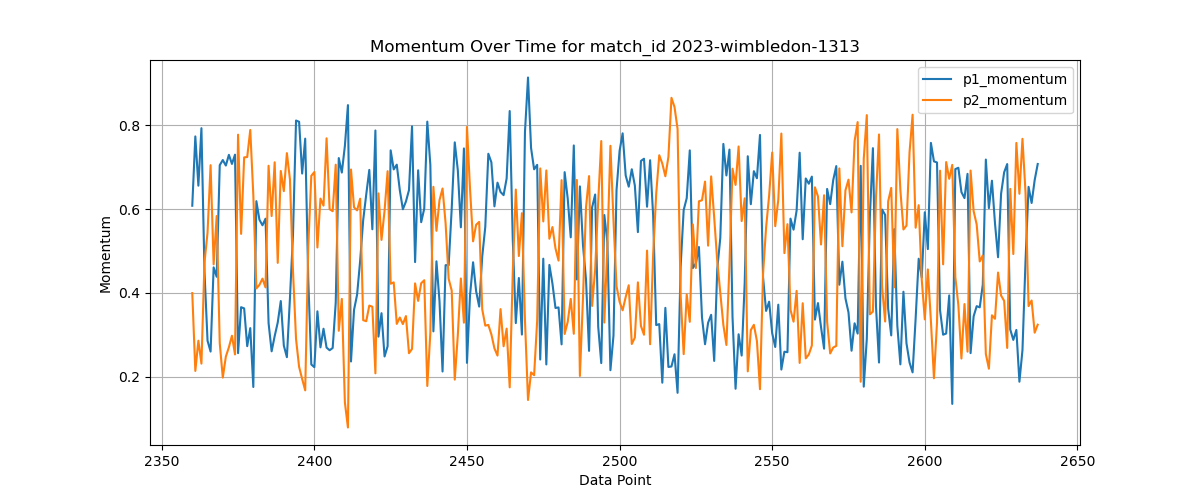 Momentum Over Time for match_id 2023-wimbledon-1313
p1_momentum
p2_momentum
Momentum
0.8
0.6
0.4
0.2
2350 2400 2450 2500 2550 2600 2650
Data Point